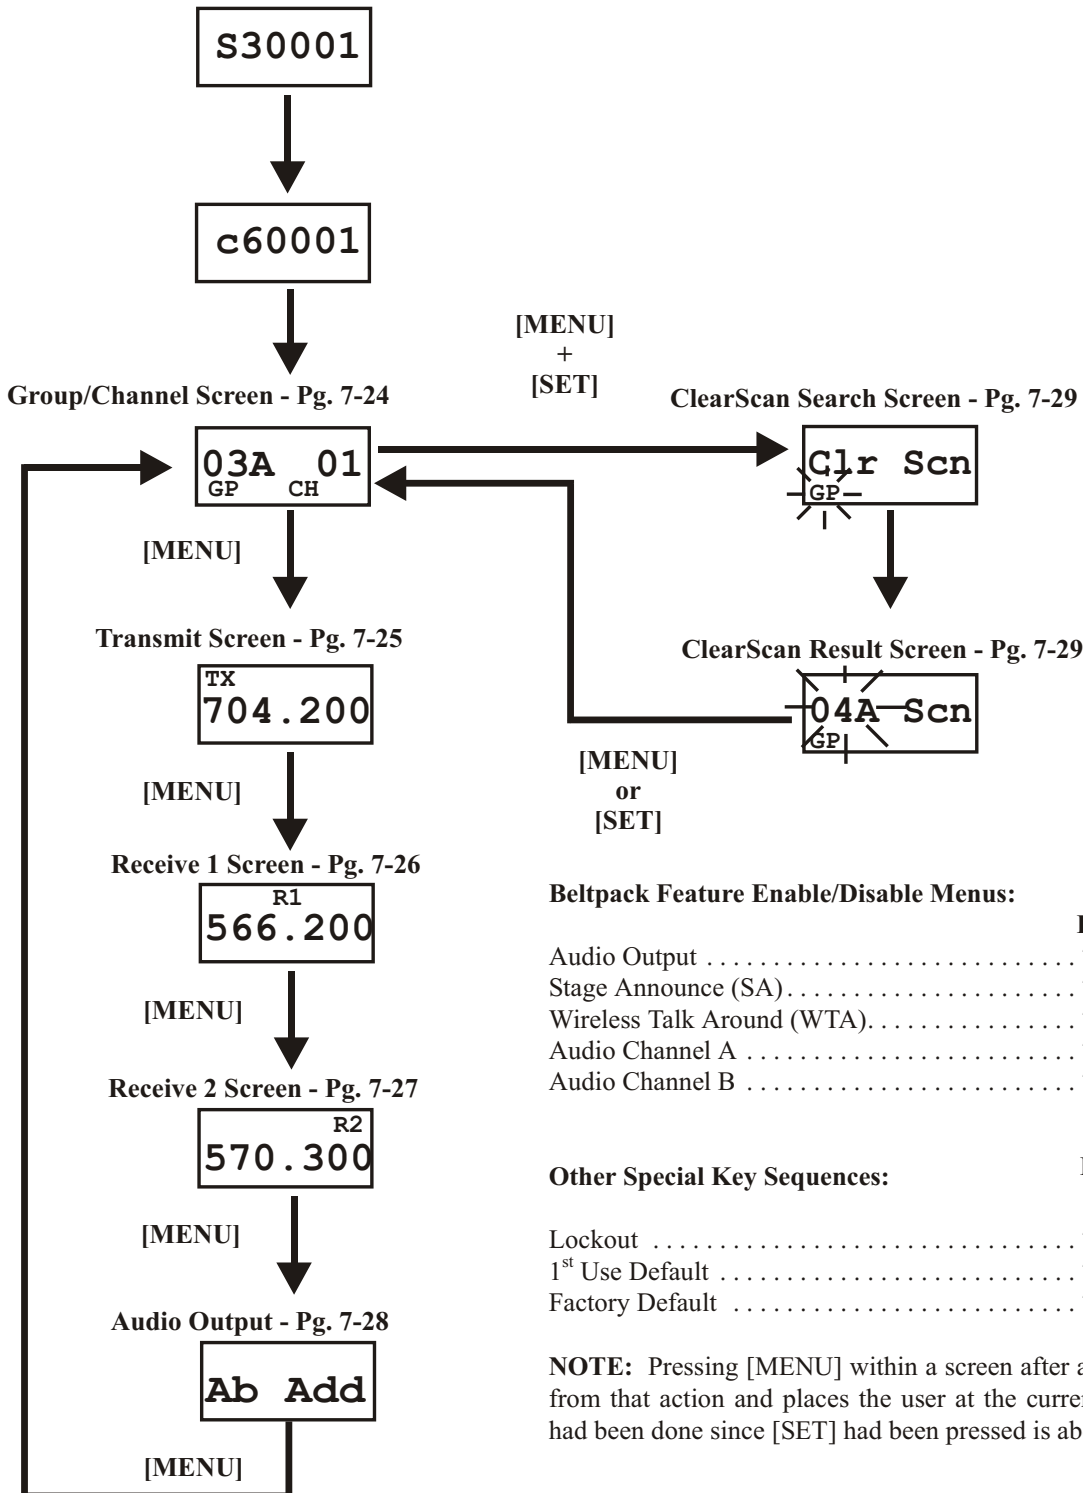 S30001
c60001
[MENU]
+
[SET]
Group/Channel Screen - Pg. 7-24
03A 01
GP CH
ClearScan Search Screen - Pg. 7-29
Clr Scn
GP
[MENU]
Transmit Screen - Pg. 7-25
TX
704.200
ClearScan Result Screen - Pg. 7-29
04A Scn
GP
[MENU]
or
[SET]
[MENU]
Receive 1 Screen - Pg. 7-26
R1
566.200
[MENU]
Receive 2 Screen - Pg. 7-27
R2
570.300
[MENU]
Audio Output - Pg. 7-28
Ab Add
[MENU]
Beltpack Feature Enable/Disable Menus:
Audio Output . . . . . . . . . . . . . . . . . . . . . . . . . . . .
Stage Announce (SA) . . . . . . . . . . . . . . . . . . . . . .
Wireless Talk Around (WTA). . . . . . . . . . . . . . . .
Audio Channel A . . . . . . . . . . . . . . . . . . . . . . . . .
Audio Channel B . . . . . . . . . . . . . . . . . . . . . . . . .
Other Special Key Sequences:
Lockout . . . . . . . . . . . . . . . . . . . . . . . . . . . . . . . .
1st Use Default . . . . . . . . . . . . . . . . . . . . . . . . . . .
Factory Default . . . . . . . . . . . . . . . . . . . . . . . . . .
NOTE: Pressing [MENU] within a screen after a
from that action and places the user at the curre
had been done since [SET] had been pressed is ab